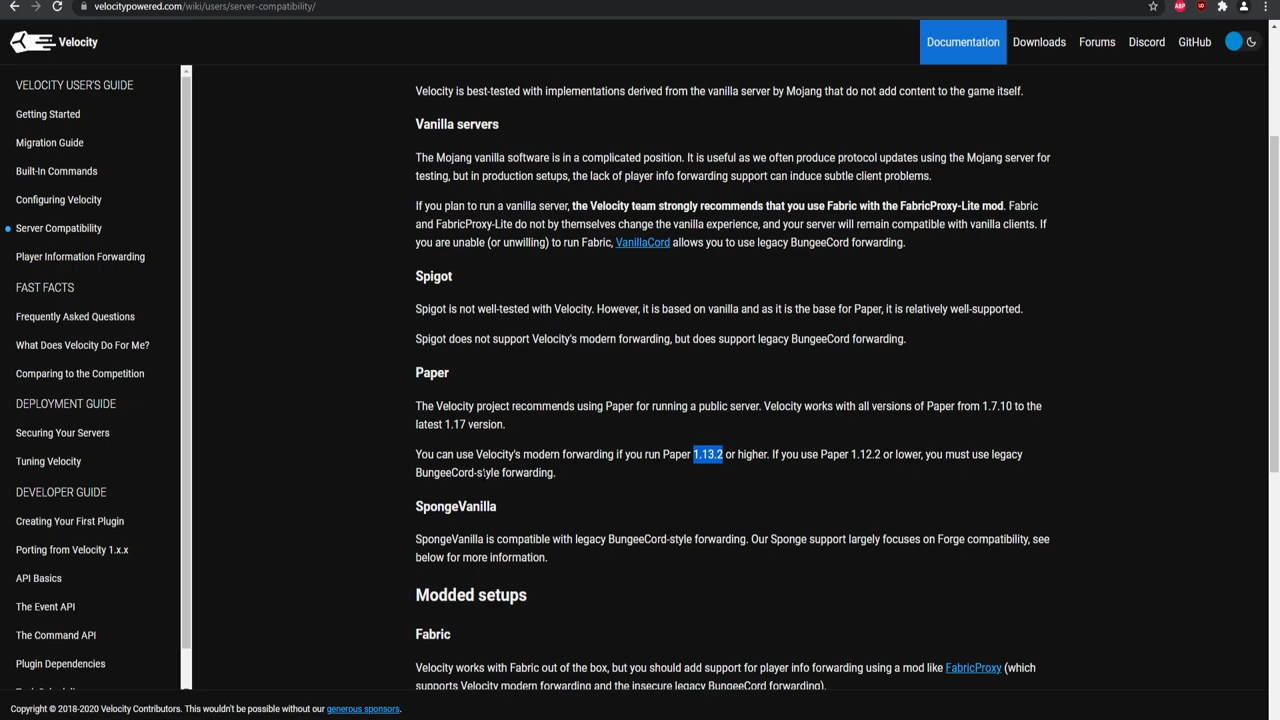 velocitypowered.com/wiki/users/server-compatibility/
ABP
Velocity
Documentation
Downloads
Forums
Discord
GitHub
VELOCITY USER'S GUIDE
Getting Started
Migration Guide
Built-In Commands
Configuring Velocity
Server Compatibility
Player Information Forwarding
FAST FACTS
Frequently Asked Questions
What Does Velocity Do For Me?
Comparing to the Competition
DEPLOYMENT GUIDE
Securing Your Servers
Tuning Velocity
DEVELOPER GUIDE
Creating Your First Plugin
Porting from Velocity 1.x.x
API Basics
The Event API
The Command API
Plugin Dependencies
Velocity is best-tested with implementations derived from the vanilla server by Mojang that do not add content to the game itself.
Vanilla servers
The Mojang vanilla software is in a complicated position. It is useful as we often produce protocol updates using the Mojang server for
testing, but in production setups, the lack of player info forwarding support can induce subtle client problems.
If you plan to run a vanilla server, the Velocity team strongly recommends that you use Fabric with the FabricProxy-Lite mod. Fabric
and FabricProxy-Lite do not by themselves change the vanilla experience, and your server will remain compatible with vanilla clients. If
you are unable (or unwilling) to run Fabric, VanillaCord allows you to use legacy BungeeCord forwarding.
Spigot
Spigot is not well-tested with Velocity. However, it is based on vanilla and as it is the base for Paper, it is relatively well-supported.
Spigot does not support Velocity's modern forwarding, but does support legacy BungeeCord forwarding.
Paper
The Velocity project recommends using Paper for running a public server. Velocity works with all versions of Paper from 1.7.10 to the
latest 1.17 version.
You can use Velocity's modern forwarding if you run Paper 1.13.2 or higher. If you use Paper 1.12.2 or lower, you must use legacy
BungeeCord-style forwarding.
SpongeVanilla
SpongeVanilla is compatible with legacy BungeeCord-style forwarding. Our Sponge support largely focuses on Forge compatibility, see
below for more information.
Modded setups
Fabric
Velocity works with Fabric out of the box, but you should add support for player info forwarding using a mod like FabricProxy (which
supports Velocity modern forwarding and the insecure legacy BungeeCord forwarding).
Copyright © 2018-2020 Velocity Contributors. This wouldn't be possible without our generous sponsors.